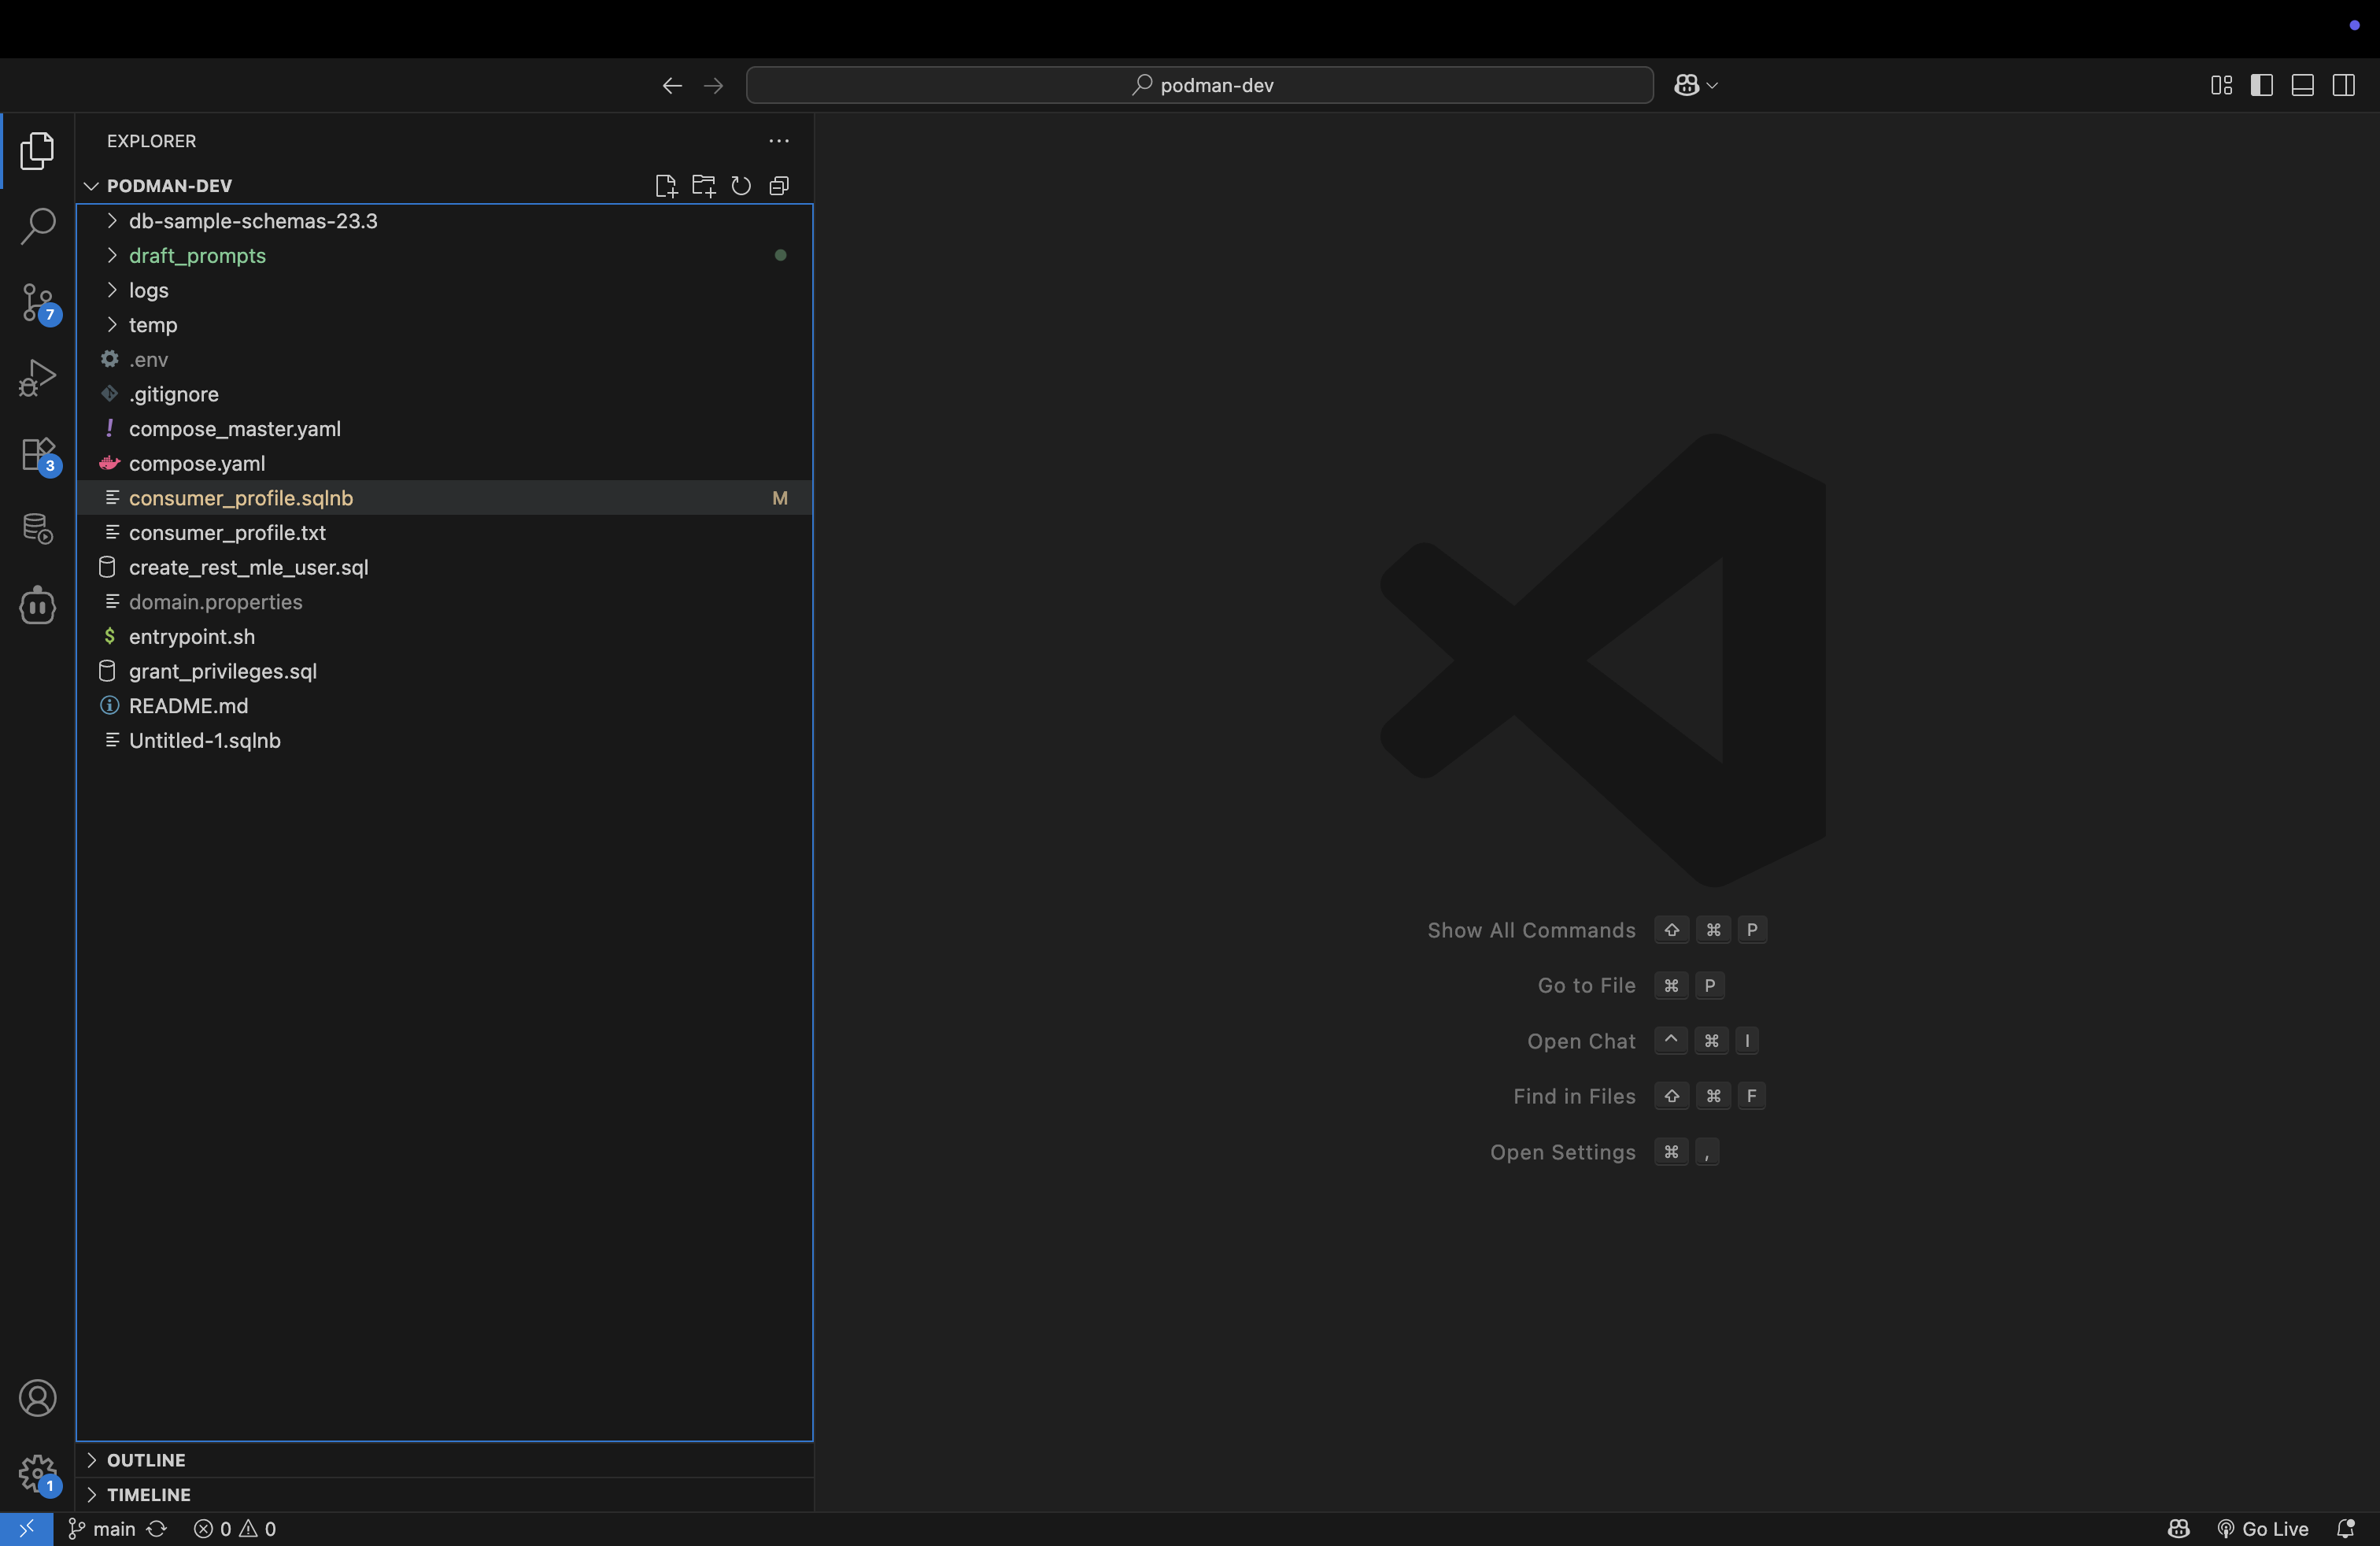 podman-dev
EXPLORER
PODMAN-DEV
db-sample-schemas-23.3
draft_prompts
logs
temp
.env
.gitignore
compose_master.yaml
compose.yaml
consumer_profile.sqlnb M
consumer_profile.txt
create_rest_mle_user.sql
domain.properties
$ entrypoint.sh
grant_privileges.sql
README.md
Untitled-1.sqlnb
7
3
Show All Commands ⇧ ⌘ P
Go to File ⌘ P
Open Chat ^ ⌘ I
Find in Files ⇧ ⌘ F
Open Settings ⌘ ,
OUTLINE
1
TIMELINE
main 0 0
Go Live